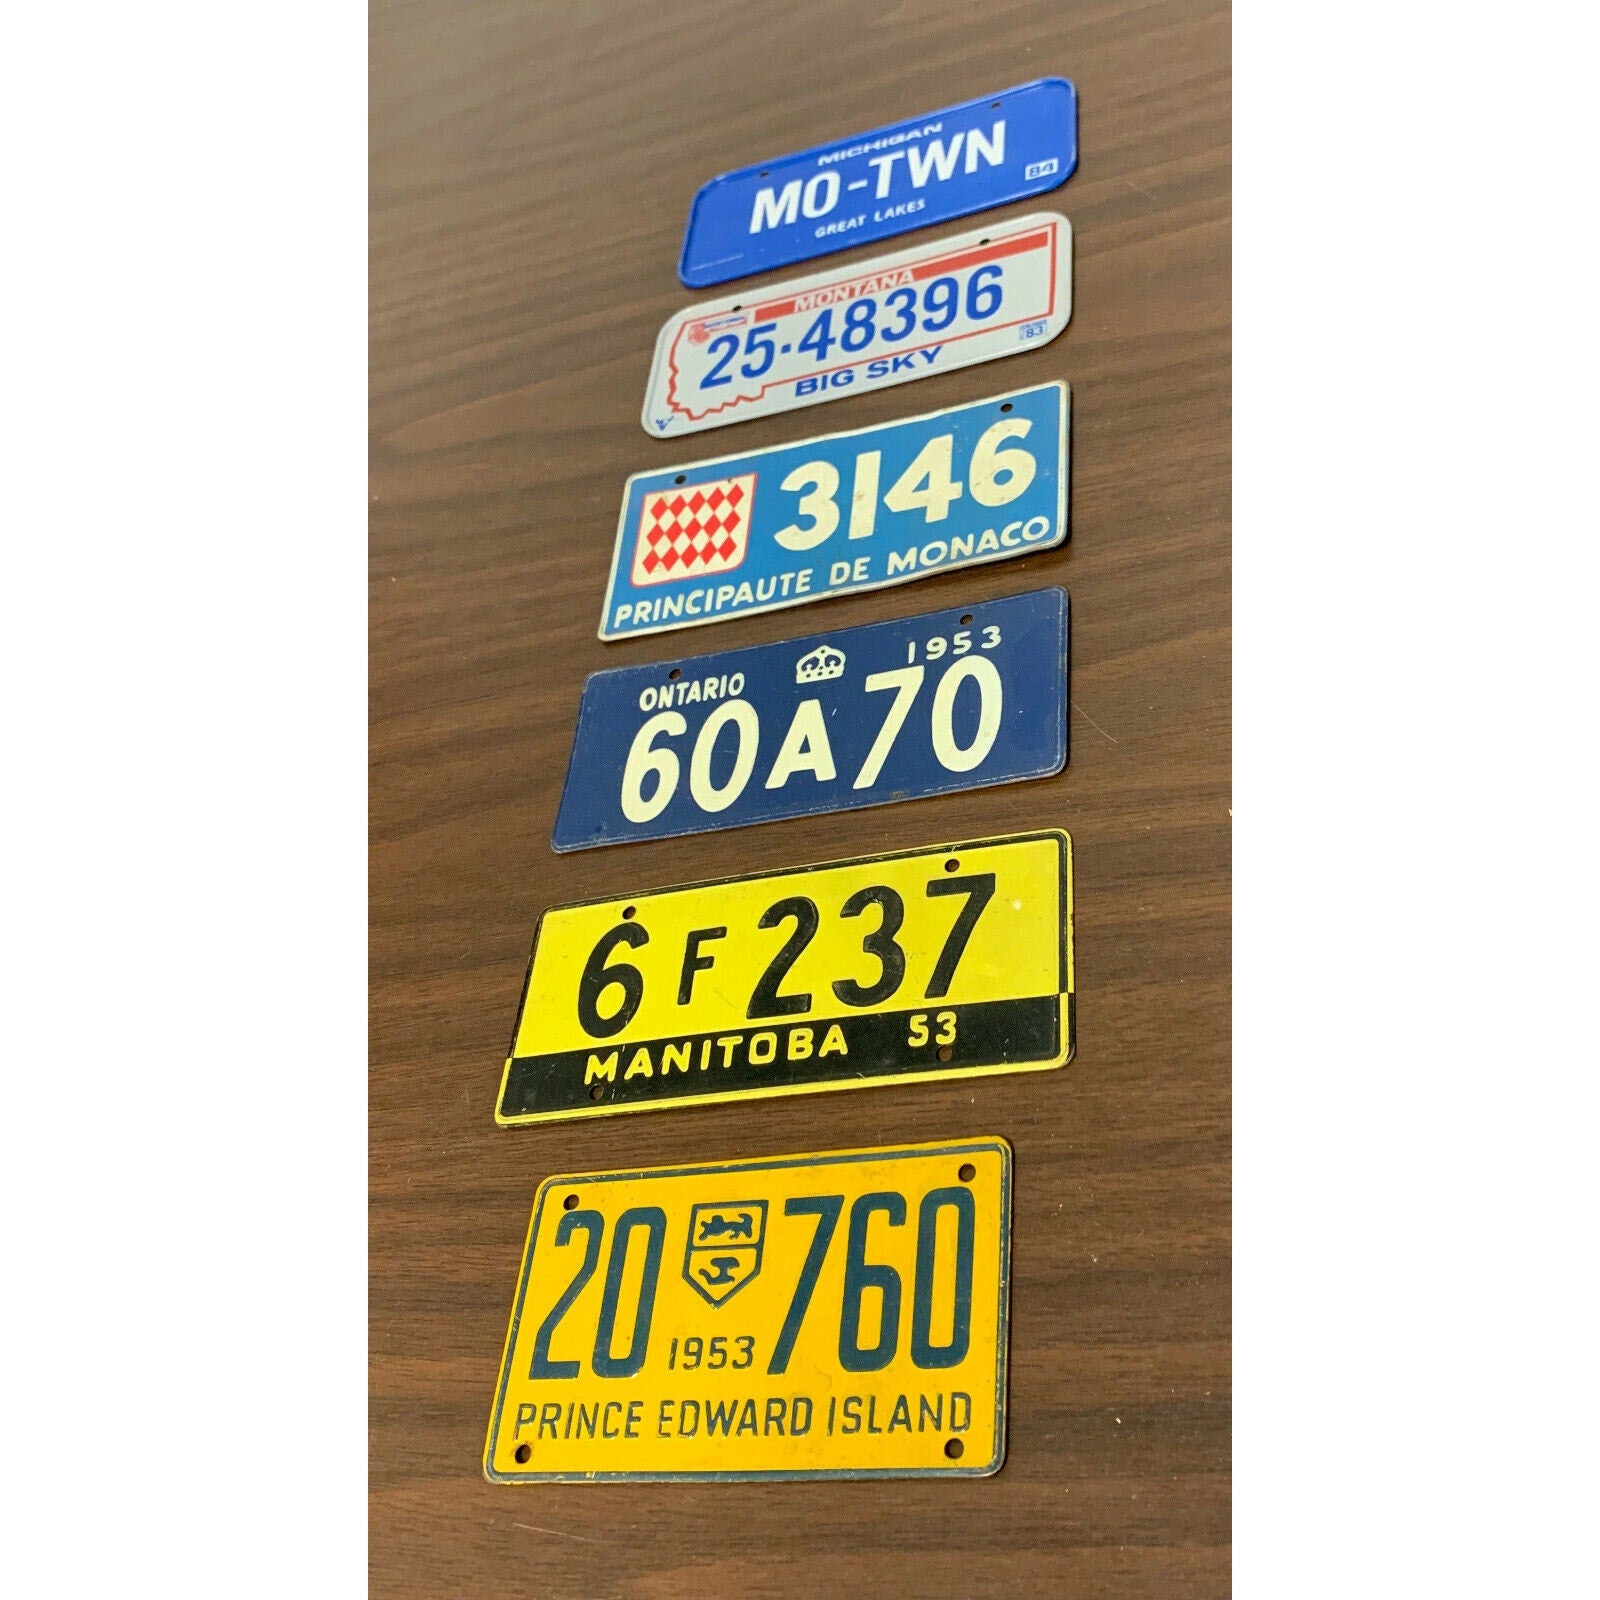 MICHIGAN
MO-TWN
84
GREAT LAKES
MONTANA
25-48396
83
BIG SKY
3146
PRINCIPAUTE DE MONACO
ONTARIO 1953
60A70
6F237
MANITOBA 53
20 760
1953
PRINCE EDWARD ISLAND